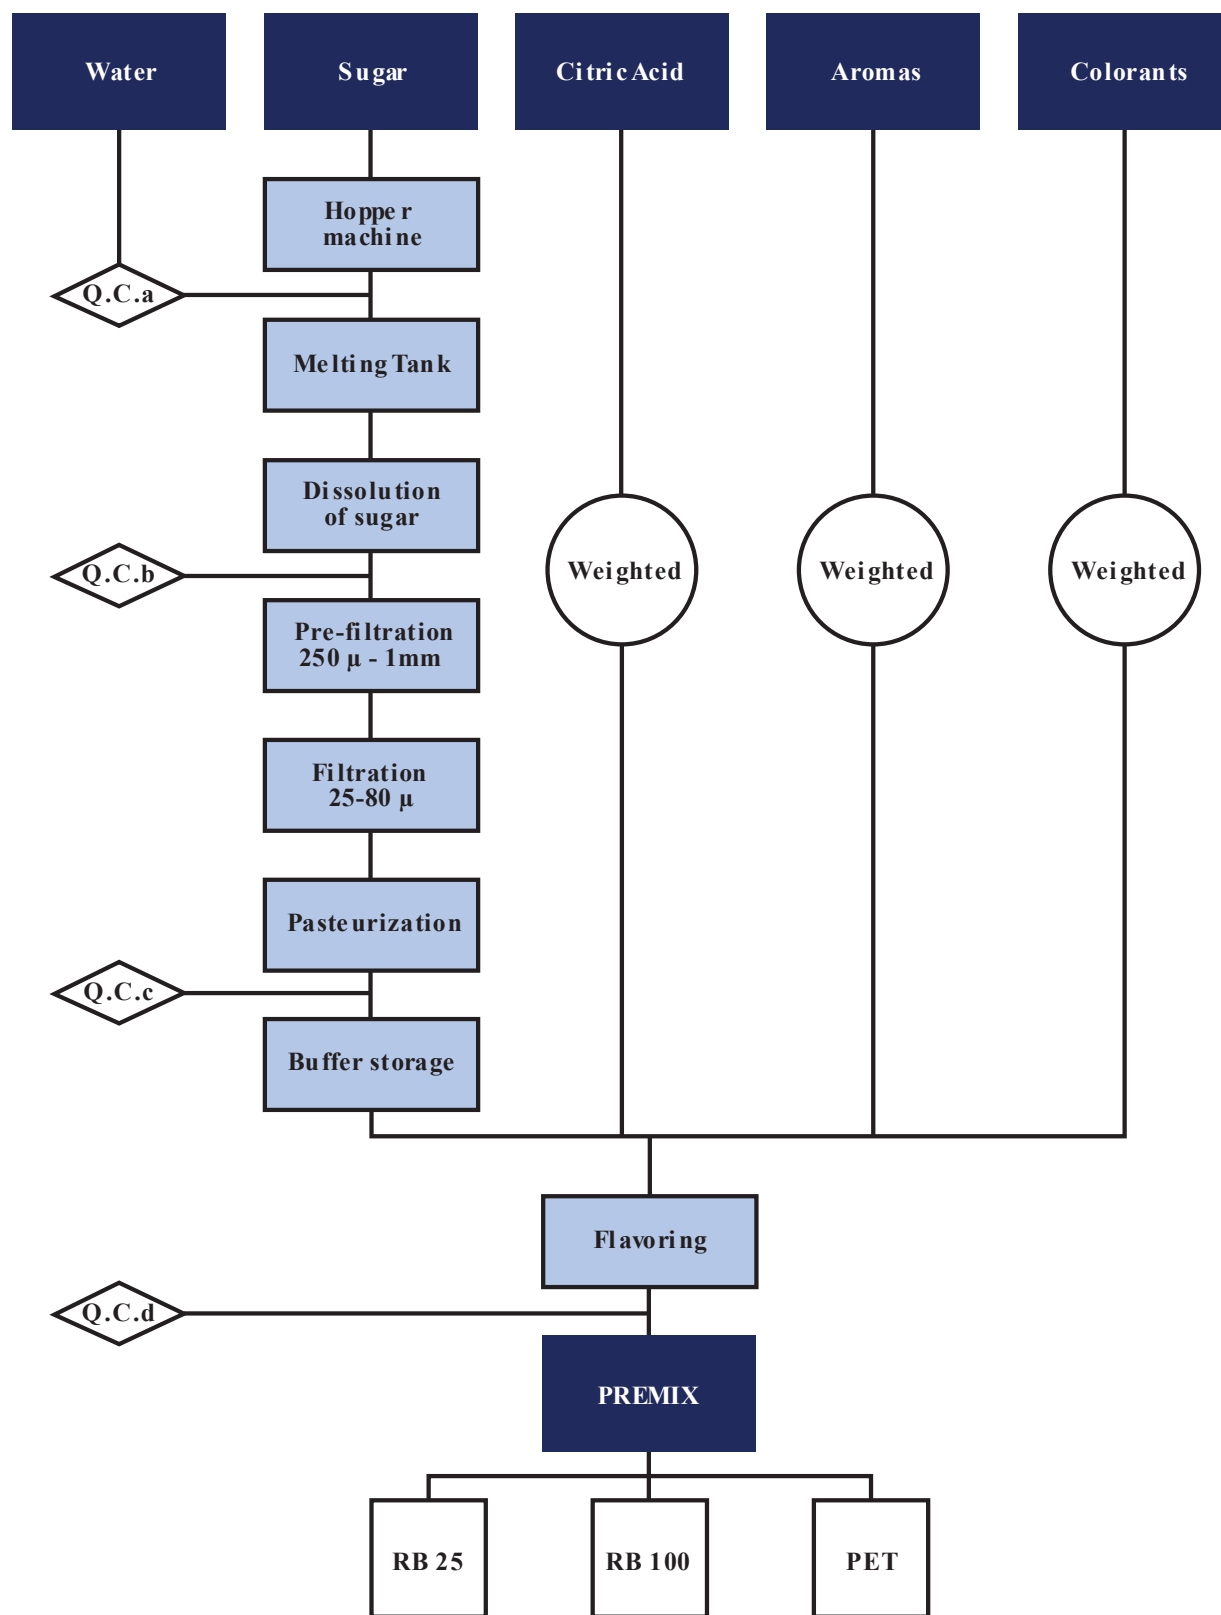 Water
Sugar
Citric Acid
Aromas
Colorants
Hopper
machine
Q.C.a
Melting Tank
Dissolution
of sugar
Q.C.b
Weighted
Weighted
Weighted
Pre-filtration
250 µ - 1mm
Filtration
25-80 µ
Pasteurization
Q.C.c
Buffer storage
Flavoring
Q.C.d
PREMIX
RB 25
RB 100
PET